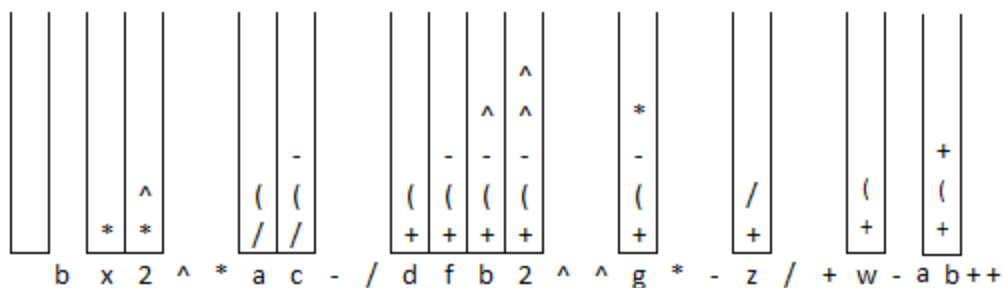 ^
^ ^ *
- - - - - +
^ ( ( ( ( ( ( ( / ( (
* * / / + + + + + + + +
b x 2 ^ * a c - / d f b 2 ^ ^ g * - z / + w - a b ++